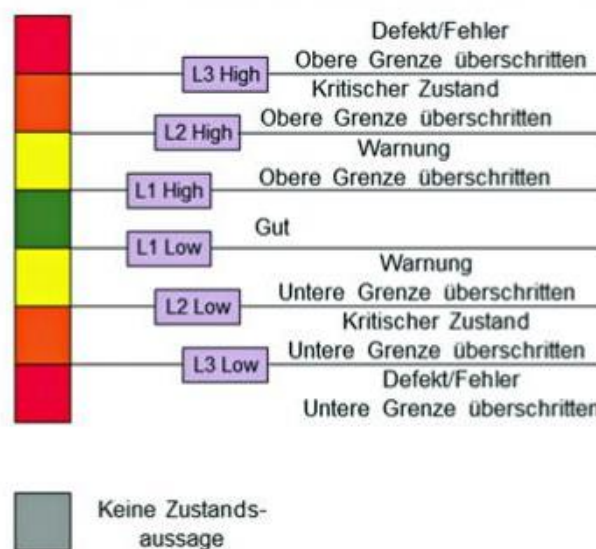 Defekt/Fehler
Obere Grenze überschritten
L3 High
Kritischer Zustand
Obere Grenze überschritten
L2 High
Warnung
Obere Grenze überschritten
L1 High
Gut
L1 Low
Warnung
Untere Grenze überschritten
L2 Low
Kritischer Zustand
Untere Grenze überschritten
L3 Low
Defekt/Fehler
Untere Grenze überschritten
Keine Zustands-
aussage